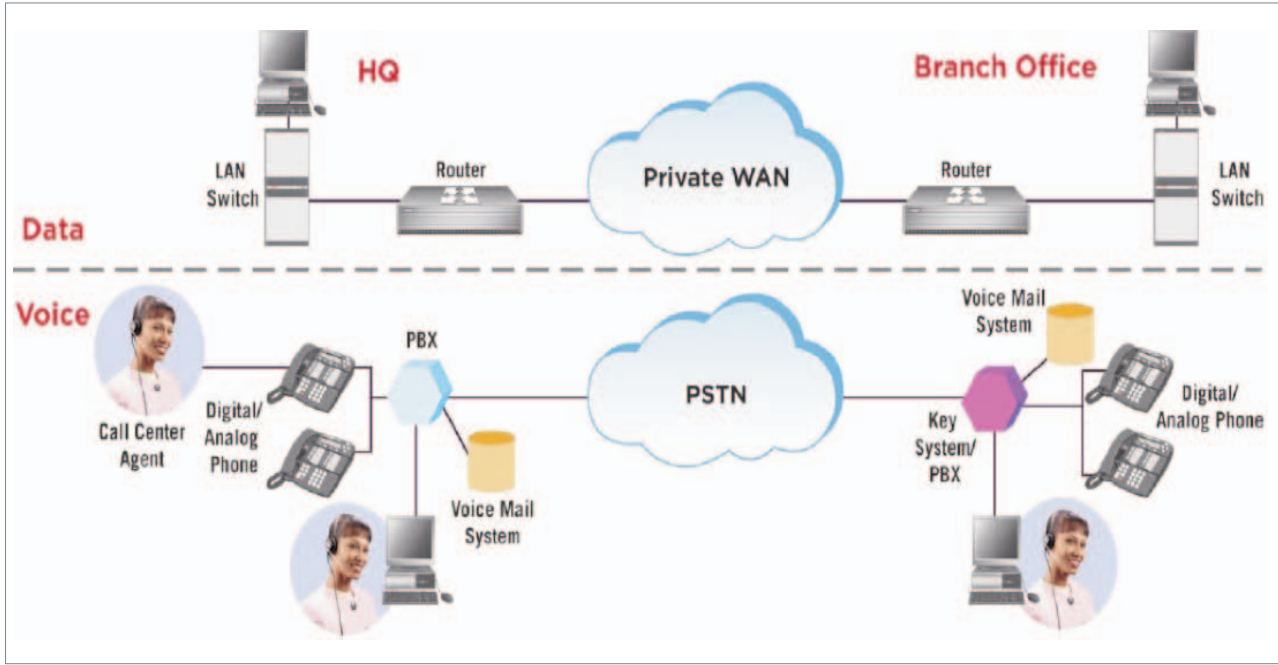 HQ
Branch Office
LAN
Switch
Router
Private WAN
Router
LAN
Switch
Data
Voice
Call Center
Agent
Digital/
Analog
Phone
PBX
Voice Mail
System
PSTN
Voice Mail
System
Key
System/
PBX
Digital/
Analog Phone